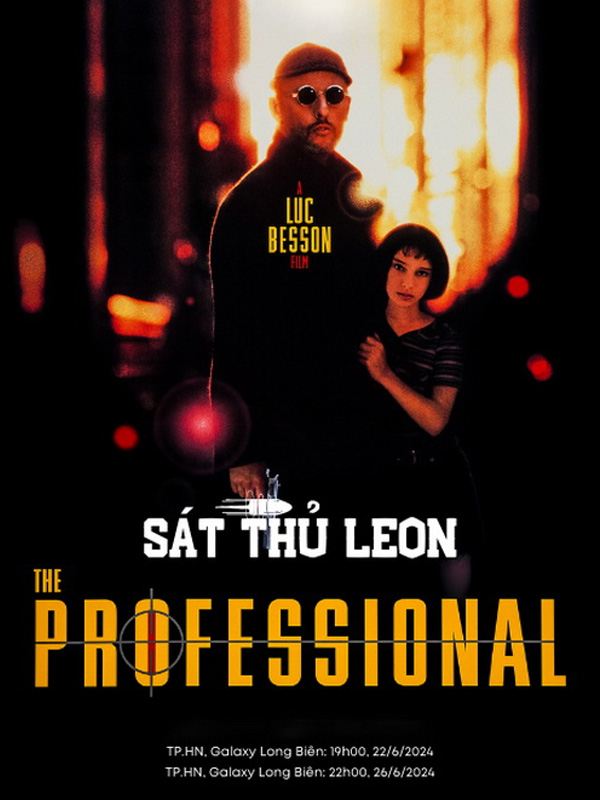 A
LUC
BESSON
FILM
SÁT THỦ LEON
THE
PROFESSIONAL
TP.HN, Galaxy Long Biên: 19h00, 22/6/2024
TP.HN, Galaxy Long Biên: 22h00, 26/6/2024